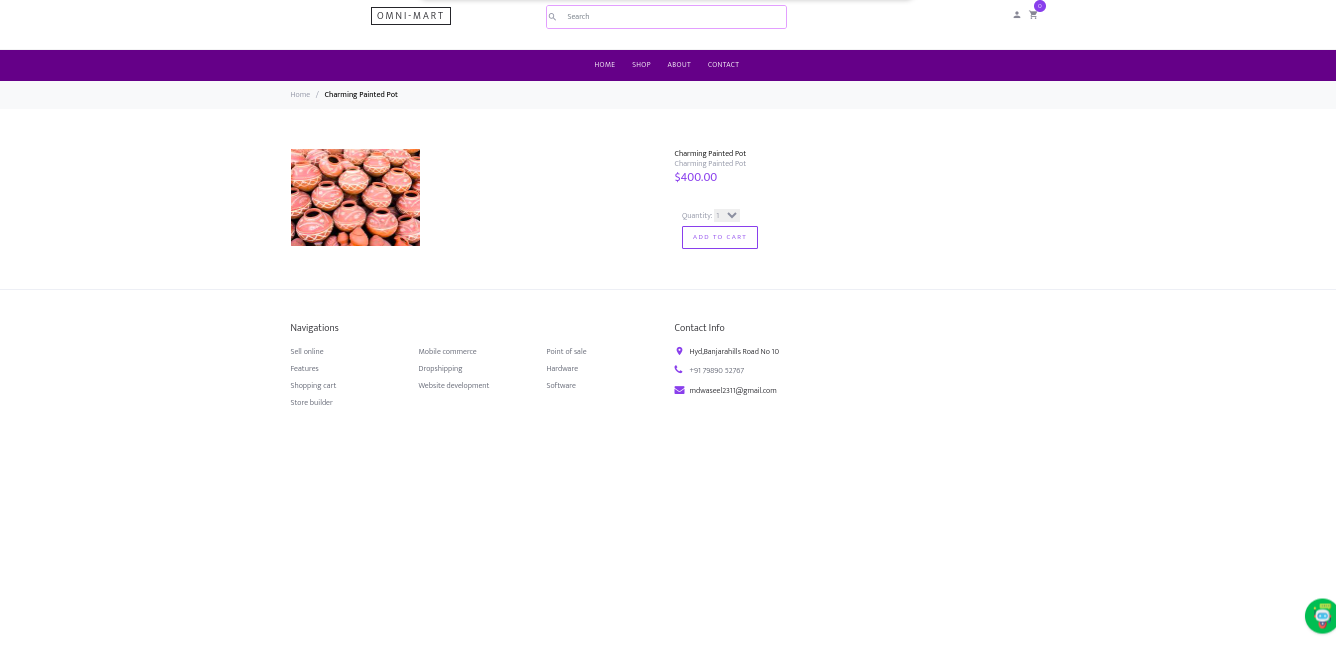 OMNI-MART
Search
0
HOME SHOP ABOUT CONTACT
Home / Charming Painted Pot
Charming Painted Pot
Charming Painted Pot
$400.00
Quantity: 1
ADD TO CART
Navigations
Sell online
Features
Shopping cart
Store builder
Mobile commerce
Dropshipping
Website development
Point of sale
Hardware
Software
Contact Info
Hyd,Banjarahills Road No 10
+91 79890 52767
mdwaseel2311@gmail.com